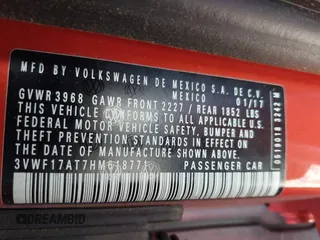 MFD BY VOLKSWAGEN DE MEXICO S.A. DE C.V.
MEXICO 01/17
GVWR 3968 GAWR FRONT 2227 / REAR 1852 LBS
THIS VEHICLE CONFORMS TO ALL APPLICABLE U.S.
FEDERAL MOTOR VEHICLE SAFETY, BUMPER AND
THEFT PREVENTION STANDARDS IN EFFECT ON
THE DATE OF MANUFACTURE SHOWN ABOVE.
3VWF17AT7HM618771 PASSENGER CAR
DREAMBID